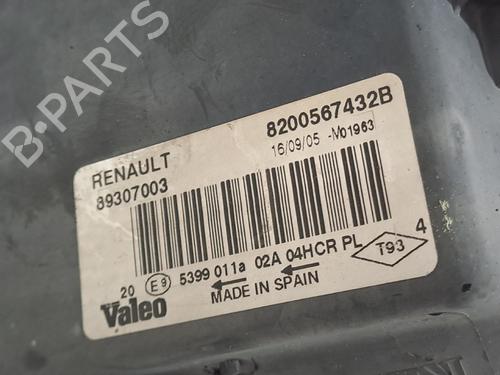 8200567432B
16/09/05 -M01963
RENAULT
89307003
20 E9 5399 011a 02A 04HCR PL T93 4
MADE IN SPAIN
Valeo
B-PARTS